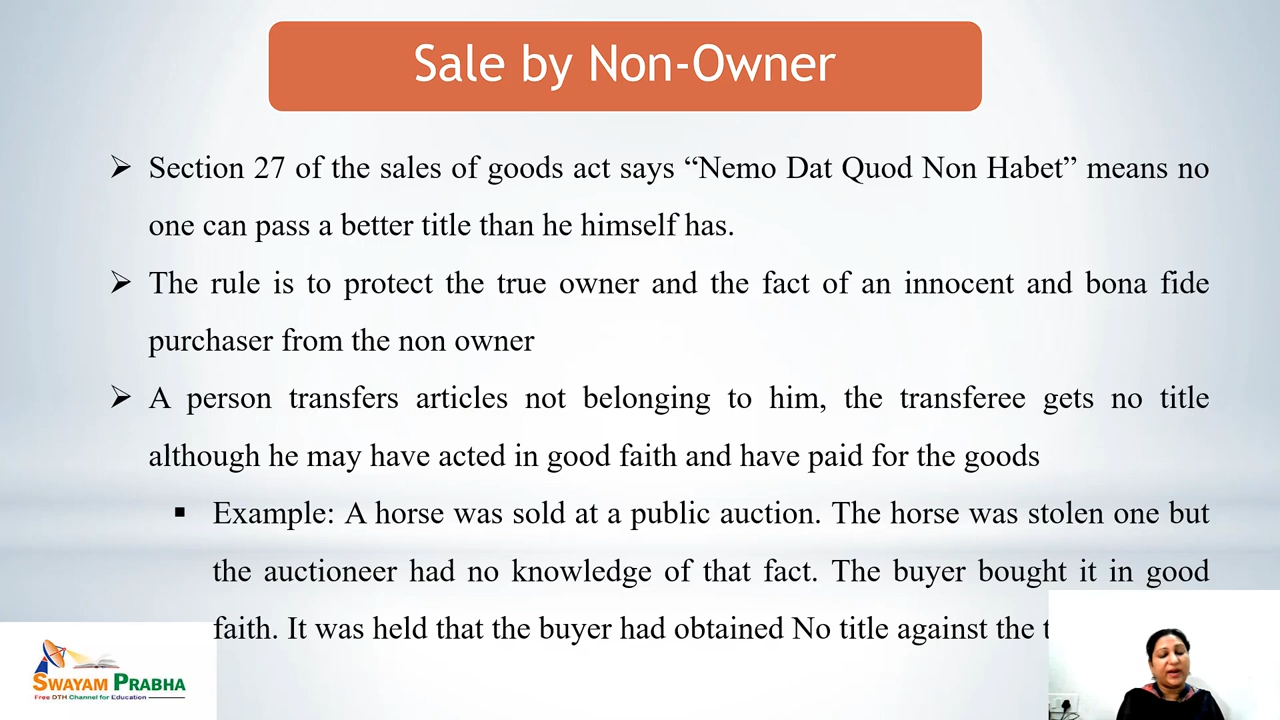 Sale by Non-Owner
➢ Section 27 of the sales of goods act says “Nemo Dat Quod Non Habet” means no
one can pass a better title than he himself has.
➢ The rule is to protect the true owner and the fact of an innocent and bona fide
purchaser from the non owner
➢ A person transfers articles not belonging to him, the transferee gets no title
although he may have acted in good faith and have paid for the goods
▪ Example: A horse was sold at a public auction. The horse was stolen one but
the auctioneer had no knowledge of that fact. The buyer bought it in good
faith. It was held that the buyer had obtained No title against the
SWAYAM PRABHA
Free DTH Channel for Education